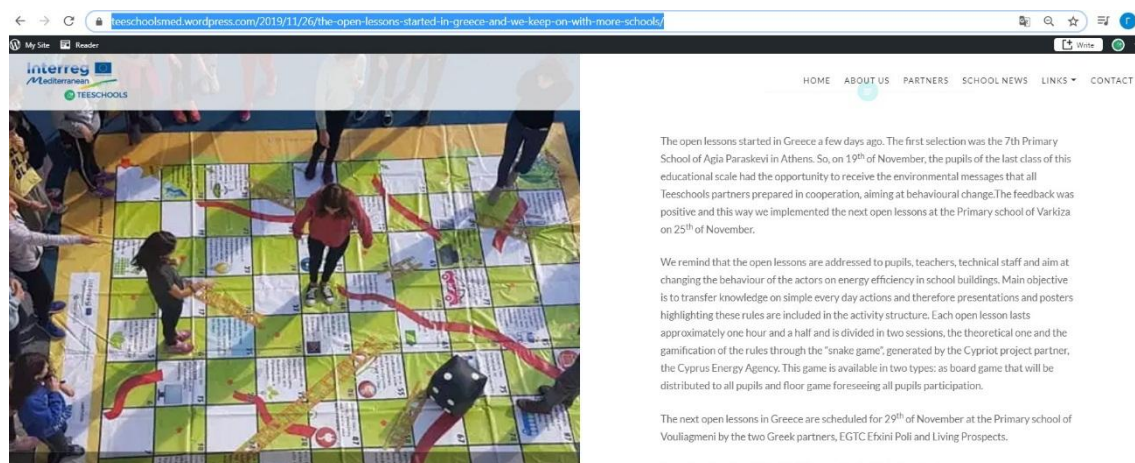 teeschoolsmed.wordpress.com/2019/11/26/the-open-lessons-started-in-greece-and-we-keep-on-with-more-schools/
My Site Reader Write
Interreg
Mediterranean
TEESCHOOLS
HOME ABOUT US PARTNERS SCHOOL NEWS LINKS CONTACT
The open lessons started in Greece a few days ago. The first selection was the 7th Primary
School of Agia Paraskevi in Athens. So, on 19th of November, the pupils of the last class of this
educational scale had the opportunity to receive the environmental messages that all
Teeschools partners prepared in cooperation, aiming at behavioural change.The feedback was
positive and this way we implemented the next open lessons at the Primary school of Varkiza
on 25th of November.
We remind that the open lessons are addressed to pupils, teachers, technical staff and aim at
changing the behaviour of the actors on energy efficiency in school buildings. Main objective
is to transfer knowledge on simple every day actions and therefore presentations and posters
highlighting these rules are included in the activity structure. Each open lesson lasts
approximately one hour and a half and is divided in two sessions, the theoretical one and the
gamification of the rules through the "snake game", generated by the Cypriot project partner,
the Cyprus Energy Agency. This game is available in two types: as board game that will be
distributed to all pupils and floor game foreseeing all pupils participation.
The next open lessons in Greece are scheduled for 29th of November at the Primary school of
Vouliagmeni by the two Greek partners, EGTC Efxini Poli and Living Prospects.